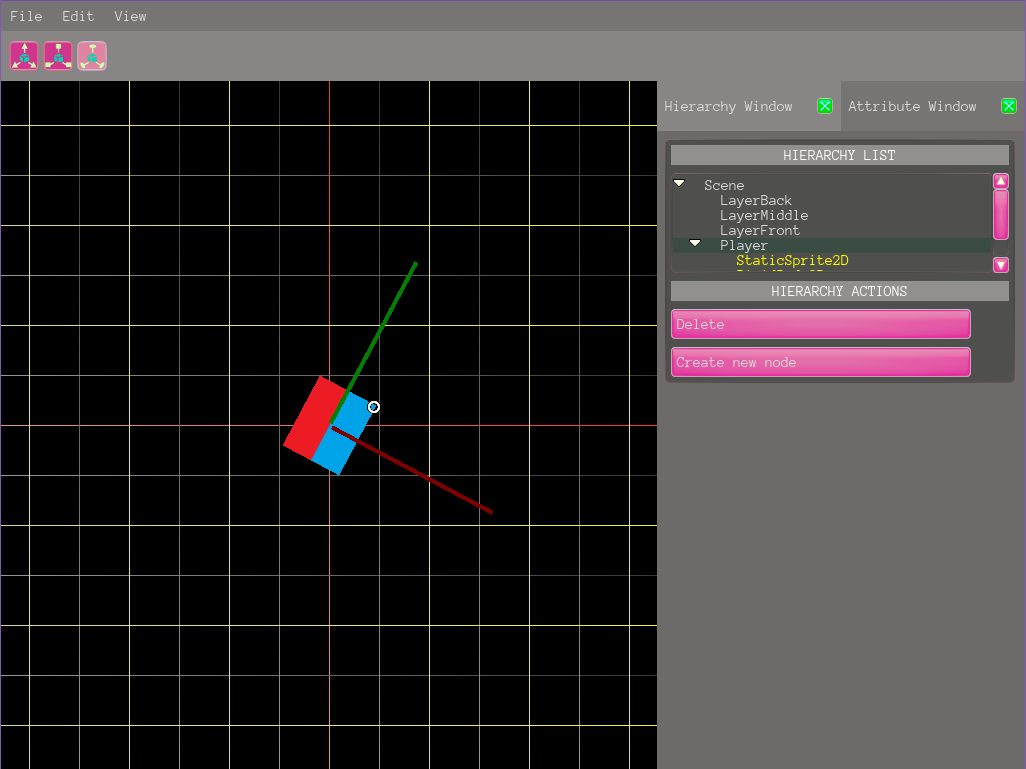 File Edit View
Hierarchy Window Attribute Window
HIERARCHY LIST
Scene
LayerBack
LayerMiddle
LayerFront
Player
StaticSprite2D
HIERARCHY ACTIONS
Delete
Create new node